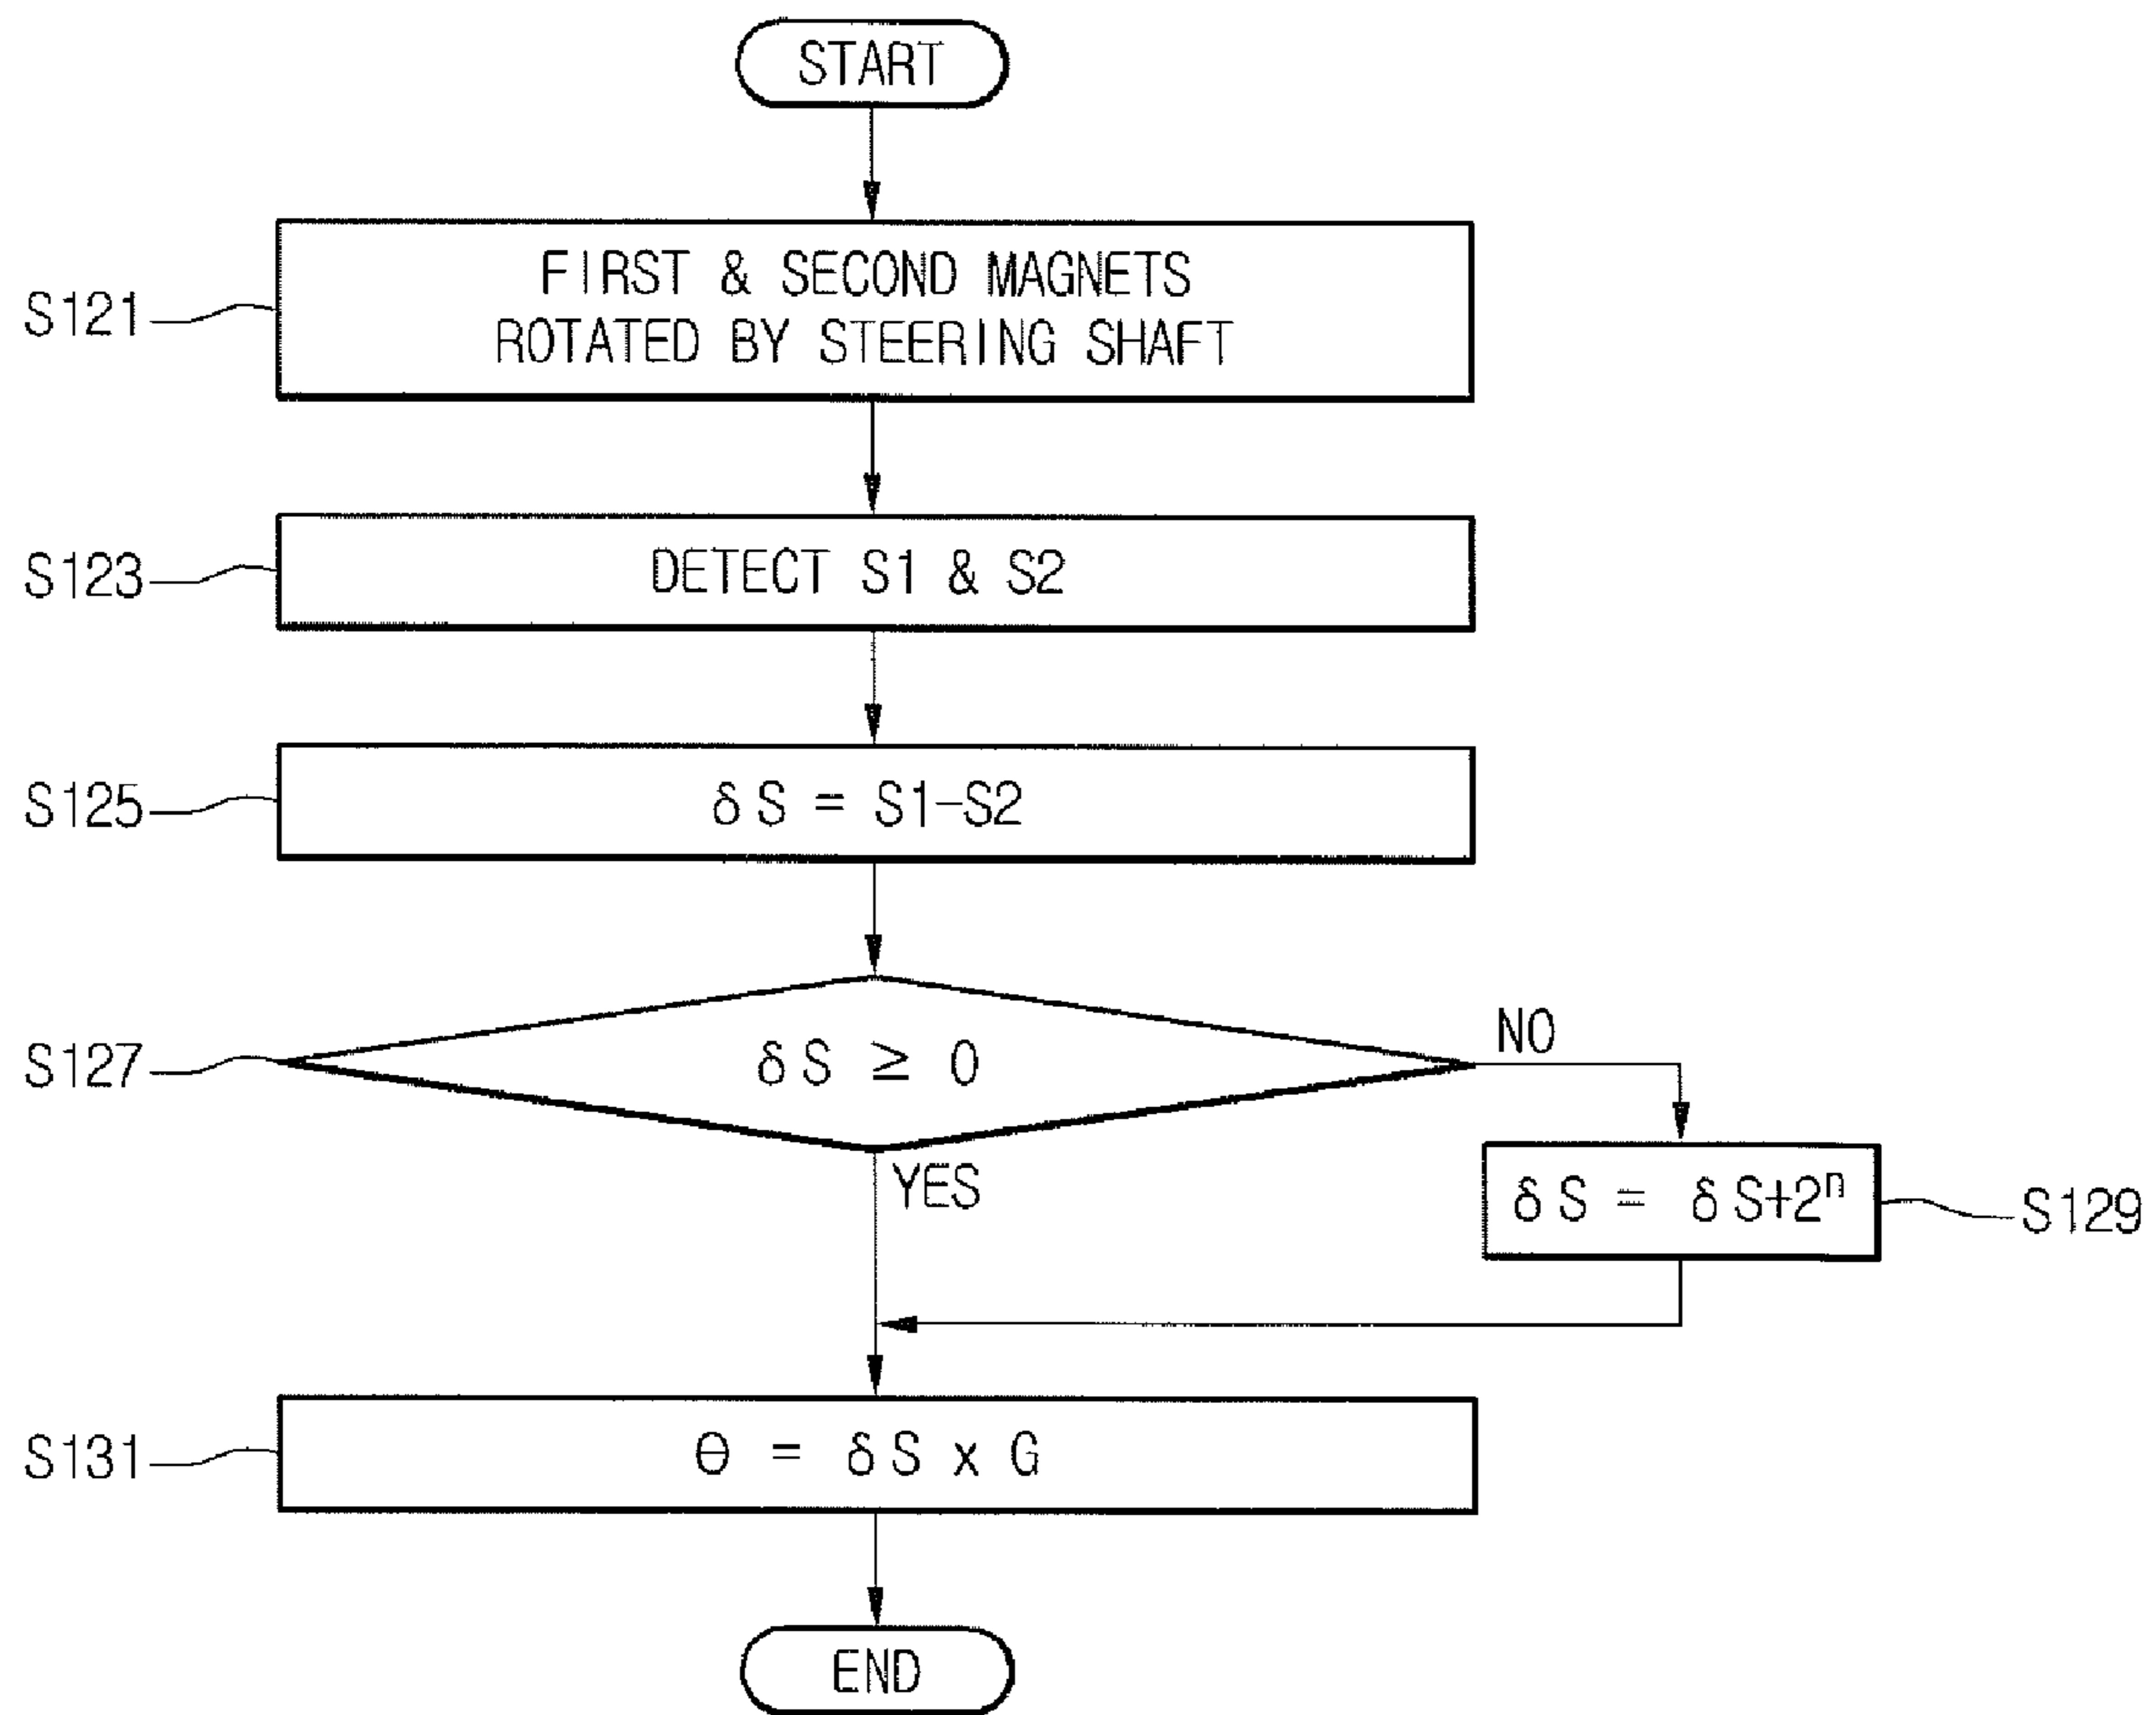 START
FIRST & SECOND MAGNETS
ROTATED BY STEERING SHAFT
S121
DETECT S1 & S2
S123
δS = S1-S2
S125
δS ≥ 0
S127
NO
YES
δS = δS+2ⁿ
S129
θ = δS x G
S131
END